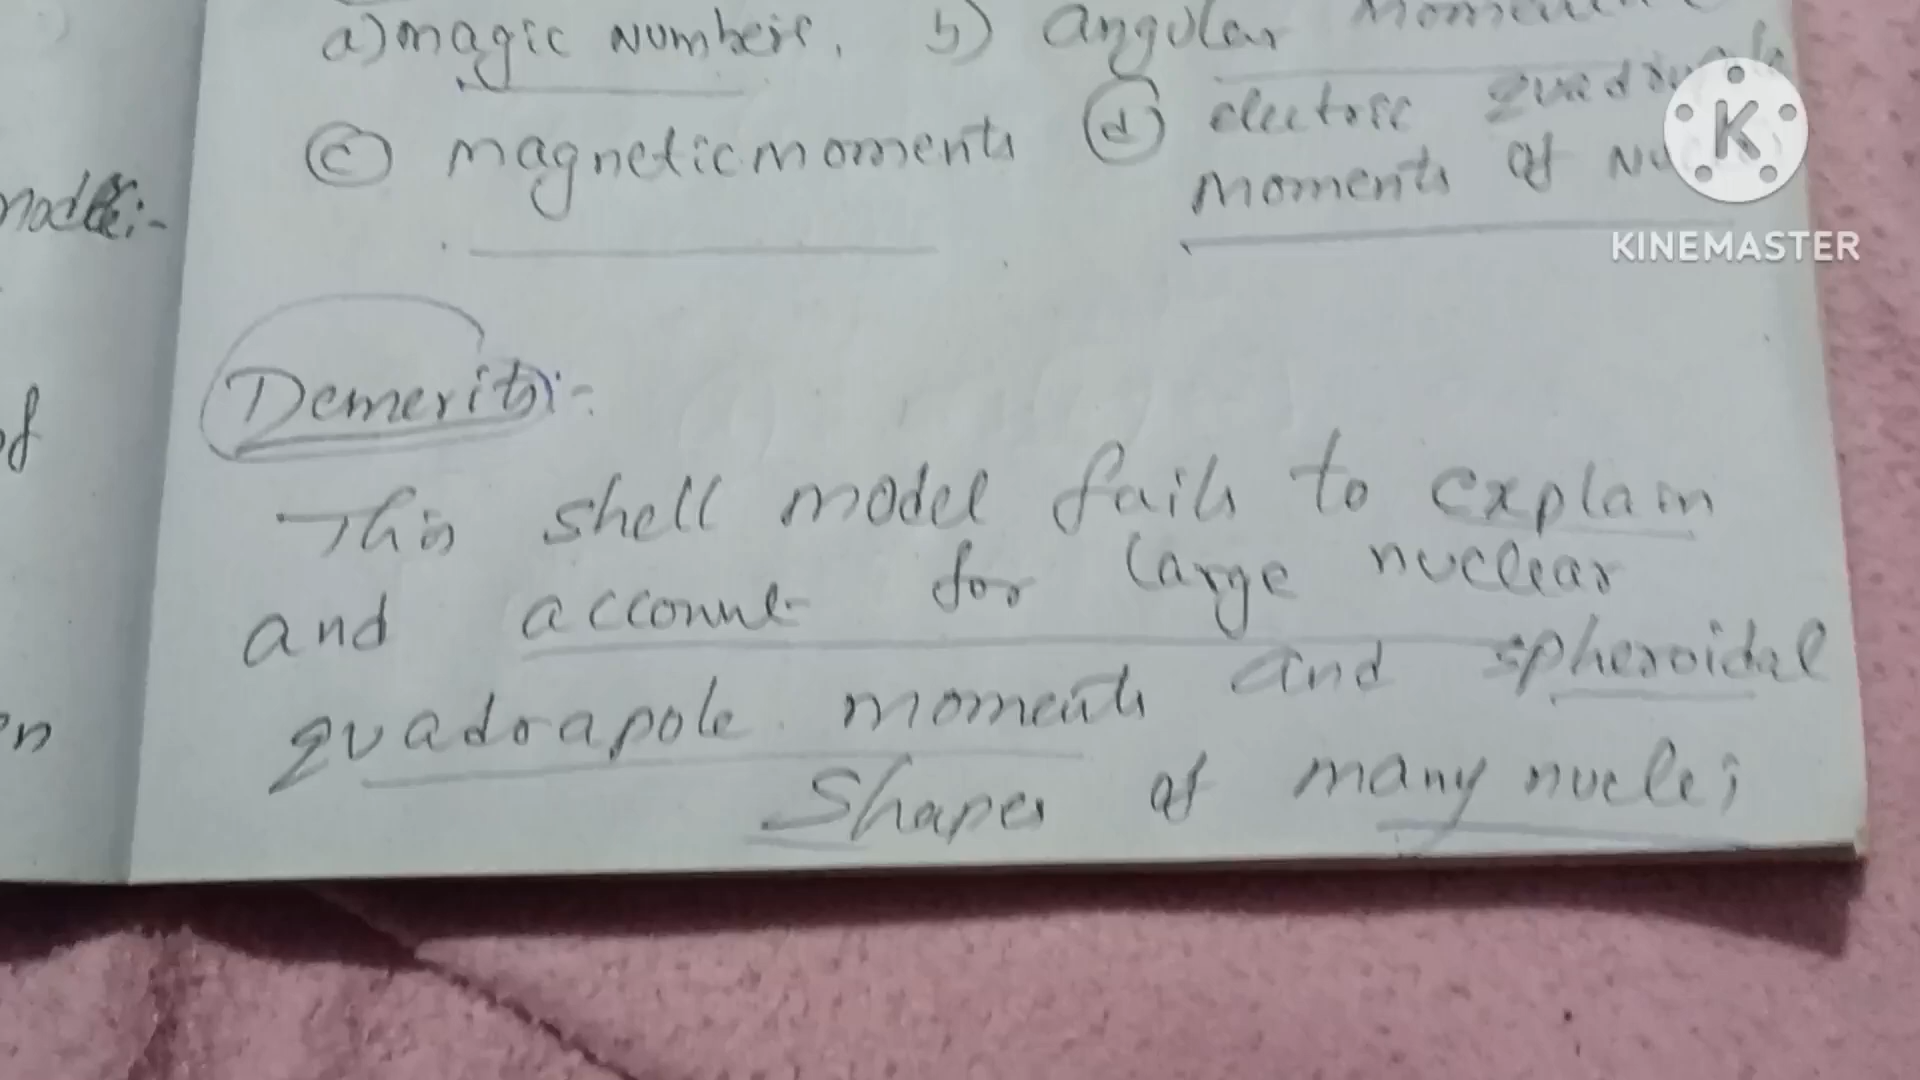 a) magic numbers. b) angular
(c) magnetic moments (d) electric
moments of
Demerits:-
This shell model fails to explain
and account for large nuclear
quadrapole moments and spheroidal
shapes of many nuclei
of
K
KINEMASTER